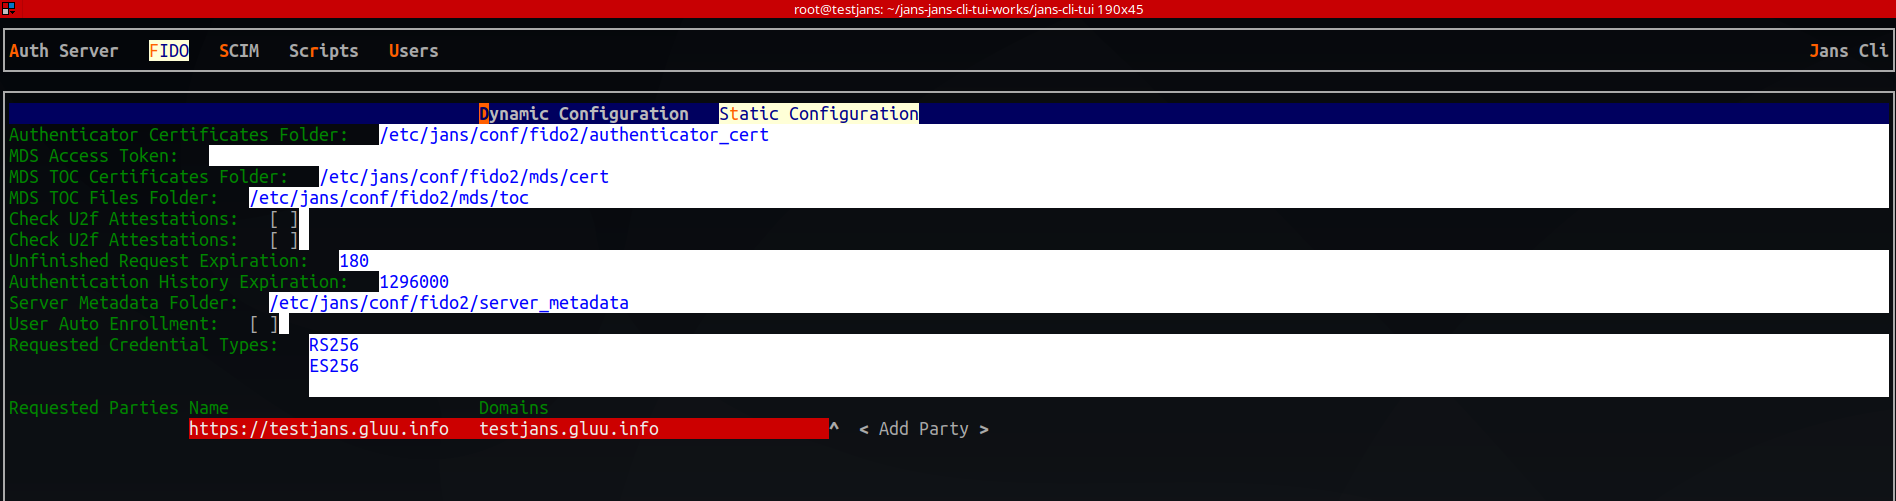 root@testjans: ~/jans-jans-cli-tui-works/jans-cli-tui 190x45
Auth Server FIDO SCIM Scripts Users Jans Cli
Dynamic Configuration Static Configuration
Authenticator Certificates Folder: /etc/jans/conf/fido2/authenticator_cert
MDS Access Token:
MDS TOC Certificates Folder: /etc/jans/conf/fido2/mds/cert
MDS TOC Files Folder: /etc/jans/conf/fido2/mds/toc
Check U2f Attestations: [ ]
Check U2f Attestations: [ ]
Unfinished Request Expiration: 180
Authentication History Expiration: 1296000
Server Metadata Folder: /etc/jans/conf/fido2/server_metadata
User Auto Enrollment: [ ]
Requested Credential Types: RS256
ES256
Requested Parties Name Domains
https://testjans.gluu.info testjans.gluu.info ^ < Add Party >